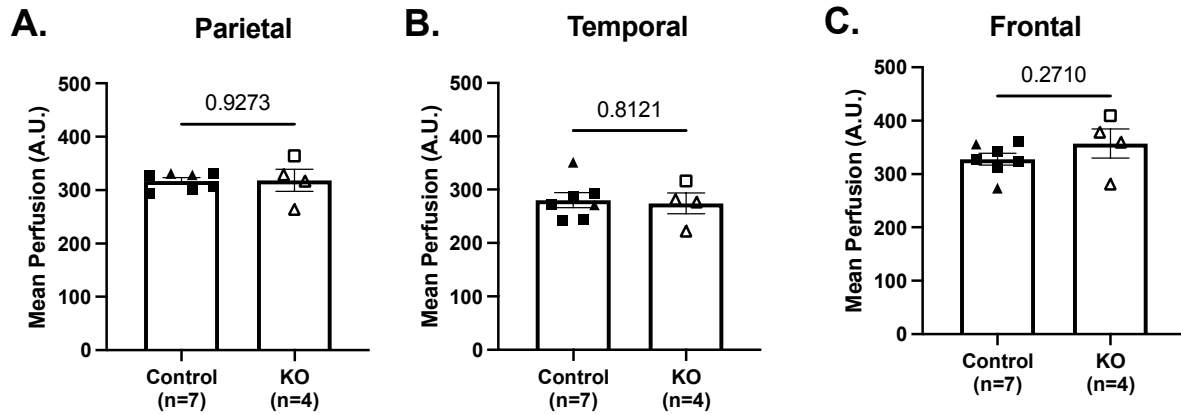 A.
Parietal
Mean Perfusion (A.U.)
500
400
300
200
100
0
0.9273
Control
(n=7)
KO
(n=4)
B.
Temporal
Mean Perfusion (A.U.)
500
400
300
200
100
0
0.8121
Control
(n=7)
KO
(n=4)
C.
Frontal
Mean Perfusion (A.U.)
500
400
300
200
100
0
0.2710
Control
(n=7)
KO
(n=4)